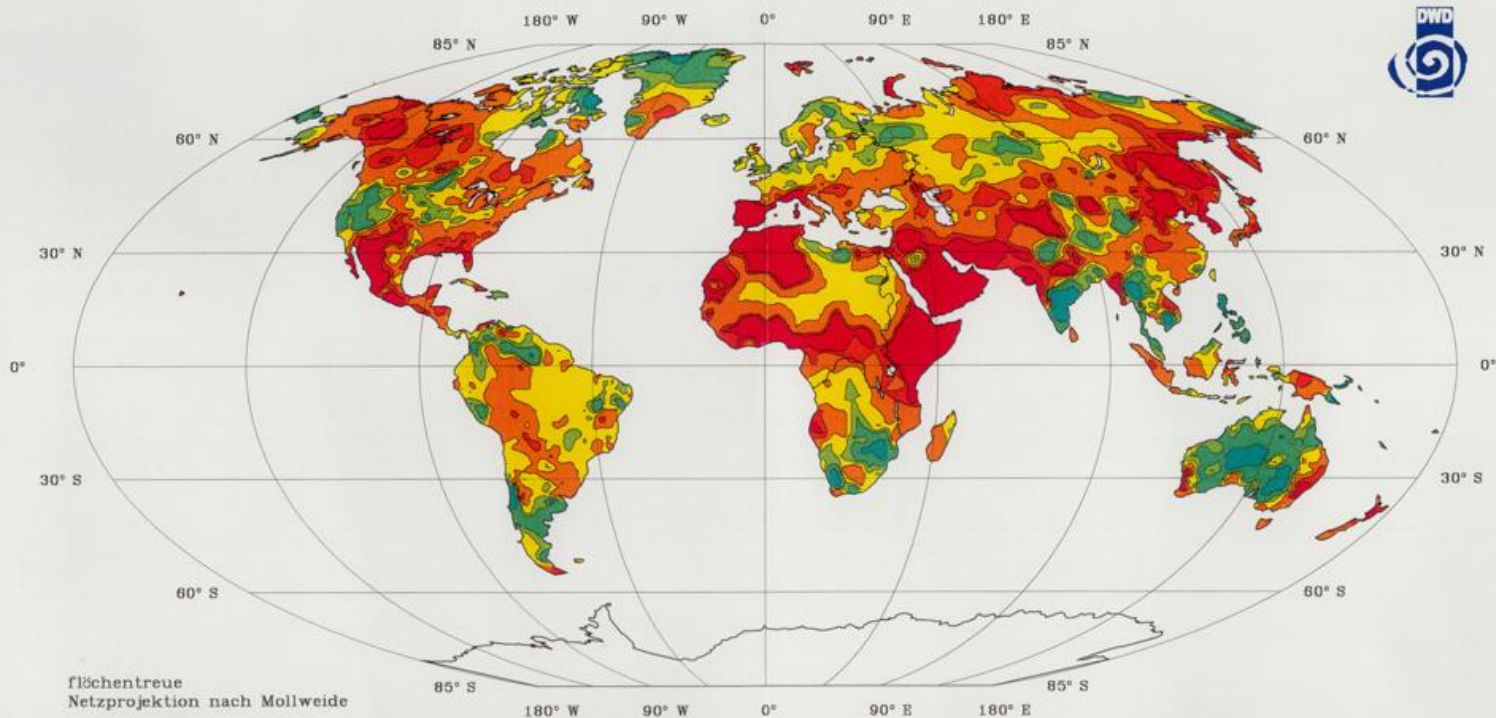 180° W 90° W 0° 90° E 180° E
DWD
85° N 85° N
60° N 60° N
30° N 30° N
0° 0°
30° S 30° S
60° S 60° S
85° S 85° S
flöchentreue
Netzprojektion nach Mollweide
180° W 90° W 0° 90° E 180° E